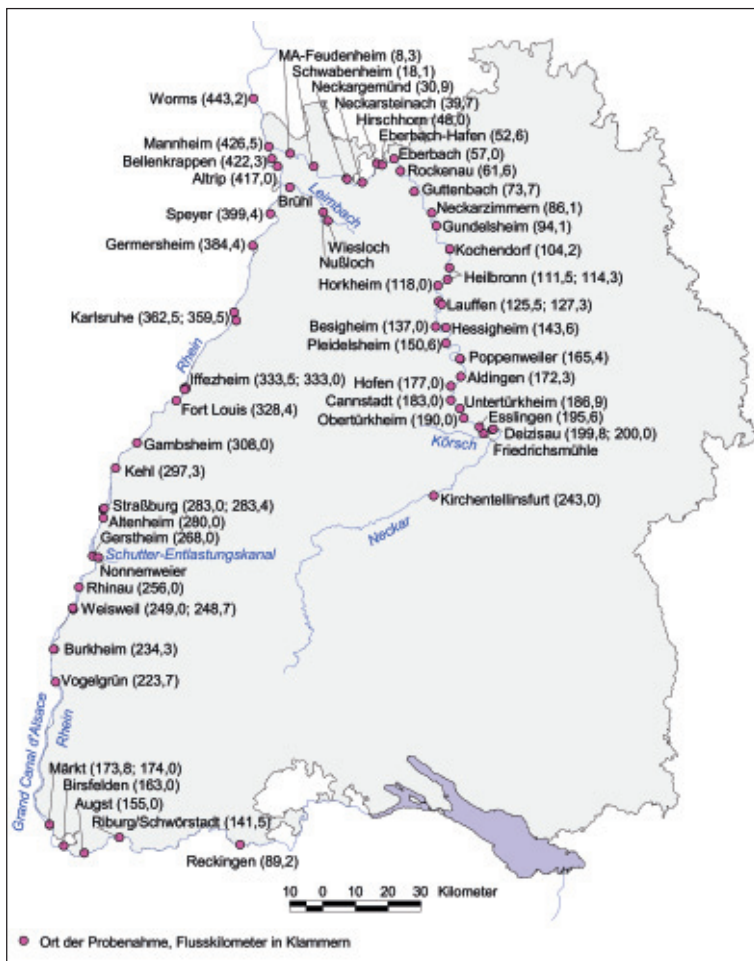 MA-Feudenheim (8,3)
Schwabenheim (18,1)
Neckargemünd (30,9)
Neckarsteinach (39,7)
Hirschhorn (48,0)
Eberbach-Hafen (52,6)
Eberbach (57,0)
Rockenau (61,6)
Guttenbach (73,7)
Neckarzimmern (86,1)
Gundelsheim (94,1)
Kochendorf (104,2)
Heilbronn (111,5; 114,3)
Horkheim (118,0)
Lauffen (125,5; 127,3)
Besigheim (137,0)
Hessigheim (143,6)
Pleidelsheim (150,6)
Poppenweiler (165,4)
Aldingen (172,3)
Hofen (177,0)
Cannstadt (183,0)
Untertürkheim (186,9)
Obertürkheim (190,0)
Esslingen (195,6)
Deizisau (199,8; 200,0)
Körsch
Friedrichsmühle
Kirchentellinsfurt (243,0)
Neckar
Worms (443,2)
Mannheim (426,5)
Bellenkrappen (422,3)
Altrip (417,0)
Brühl
Leimbach
Speyer (399,4)
Wiesloch
Nußloch
Germersheim (384,4)
Karlsruhe (362,5; 359,5)
Rhein
Iffezheim (333,5; 333,0)
Fort Louis (328,4)
Gambsheim (308,0)
Kehl (297,3)
Straßburg (283,0; 283,4)
Altenheim (280,0)
Gerstheim (268,0)
Schutter-Entlastungskanal
Nonnenweier
Rhinau (256,0)
Weisweil (249,0; 248,7)
Burkheim (234,3)
Vogelgrün (223,7)
Grand Canal d'Alsace
Rhein
Märkt (173,8; 174,0)
Birsfelden (163,0)
Augst (155,0)
Riburg/Schwörstadt (141,5)
Reckingen (89,2)
10 0 10 20 30 Kilometer
Ort der Probenahme, Flusskilometer in Klammern